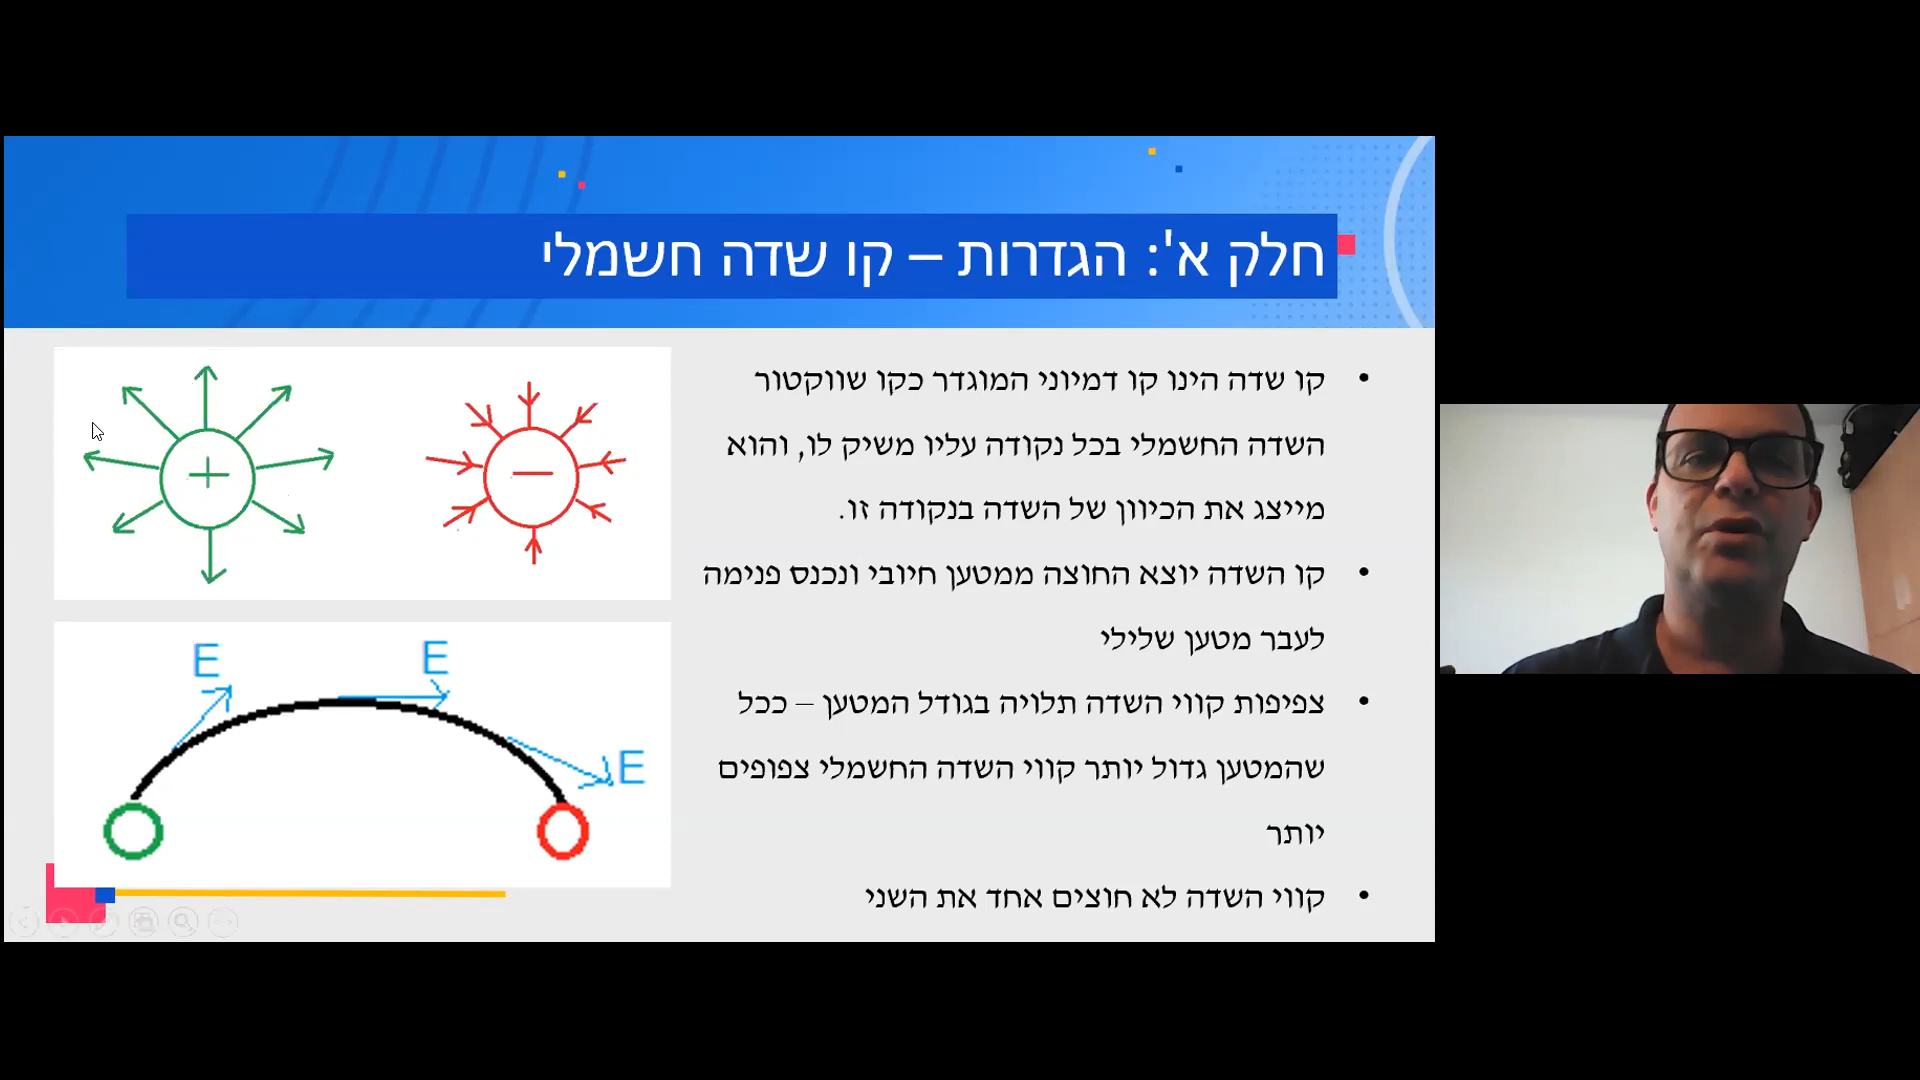 חלק א': הגדרות – קו שדה חשמלי
• קו שדה הינו קו דמיוני המוגדר כקו שווקטור
השדה החשמלי בכל נקודה עליו משיק לו, והוא
מייצג את הכיוון של השדה בנקודה זו.
• קו השדה יוצא החוצה ממטען חיובי ונכנס פנימה
לעבר מטען שלילי
• צפיפות קווי השדה תלויה בגודל המטען – ככל
שהמטען גדול יותר קווי השדה החשמלי צפופים
יותר
• קווי השדה לא חוצים אחד את השני
+
−
E
E
E